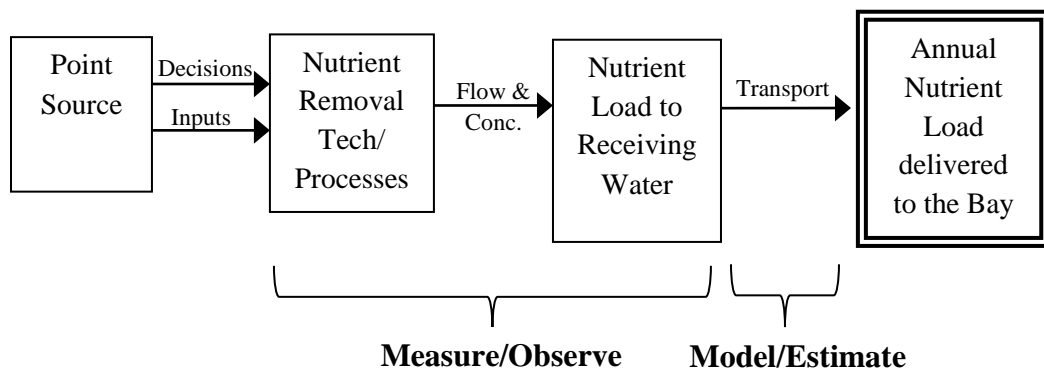 Point
Source
Decisions
Inputs
Nutrient
Removal
Tech/
Processes
Flow &
Conc.
Nutrient
Load to
Receiving
Water
Transport
Annual
Nutrient
Load
delivered
to the Bay
Measure/Observe
Model/Estimate